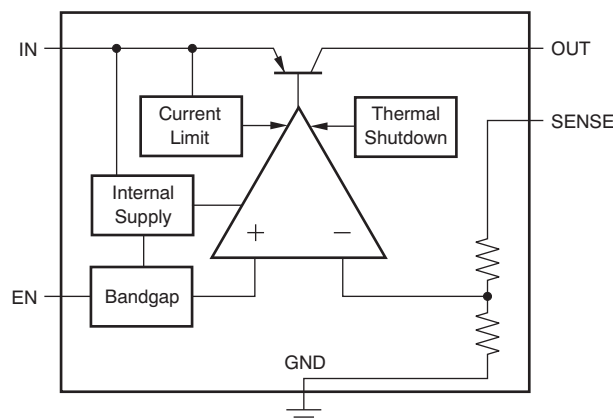 IN
OUT
Current
Limit
Thermal
Shutdown
SENSE
Internal
Supply
+
−
EN
Bandgap
GND